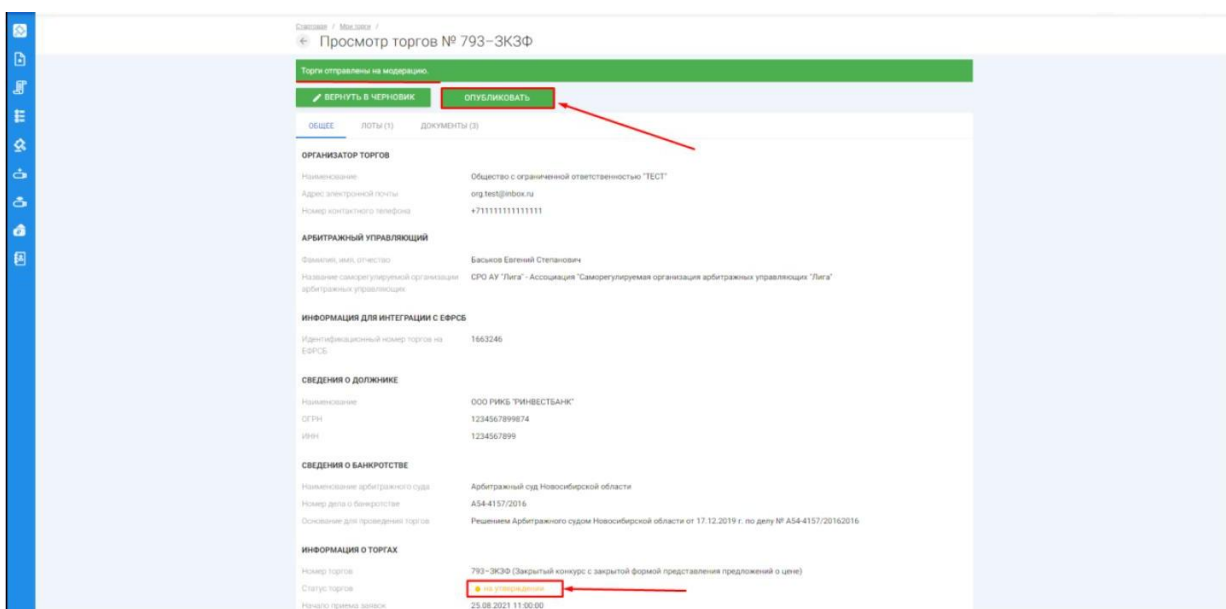 Стартовая / Мои торги /
← Просмотр торгов № 793-ЗКЗФ
Торги отправлены на модерацию.
ВЕРНУТЬ В ЧЕРНОВИК ОПУБЛИКОВАТЬ
ОБЩЕЕ ЛОТЫ (1) ДОКУМЕНТЫ (3)
ОРГАНИЗАТОР ТОРГОВ
Наименование Общество с ограниченной ответственностью "ТЕСТ"
Адрес электронной почты org.test@inbox.ru
Номер контактного телефона +711111111111111
АРБИТРАЖНЫЙ УПРАВЛЯЮЩИЙ
Фамилия, имя, отчество Баськов Евгений Степанович
Название саморегулируемой организации СРО АУ "Лига" - Ассоциация "Саморегулируемая организация арбитражных управляющих "Лига"
арбитражных управляющих
ИНФОРМАЦИЯ ДЛЯ ИНТЕГРАЦИИ С ЕФРСБ
Идентификационный номер торгов на 1663246
ЕФРСБ
СВЕДЕНИЯ О ДОЛЖНИКЕ
Наименование ООО РИКБ "РИНВЕСТБАНК"
ОГРН 1234567899874
ИНН 1234567899
СВЕДЕНИЯ О БАНКРОТСТВЕ
Наименование арбитражного суда Арбитражный суд Новосибирской области
Номер дела о банкротстве А54-4157/2016
Основание для проведения торгов Решением Арбитражного судом Новосибирской области от 17.12.2019 г. по делу № А54-4157/20162016
ИНФОРМАЦИЯ О ТОРГАХ
Номер торгов 793-ЗКЗФ (Закрытый конкурс с закрытой формой представления предложений о цене)
Статус торгов на утверждении
Начало приема заявок 25.08.2021 11:00:00